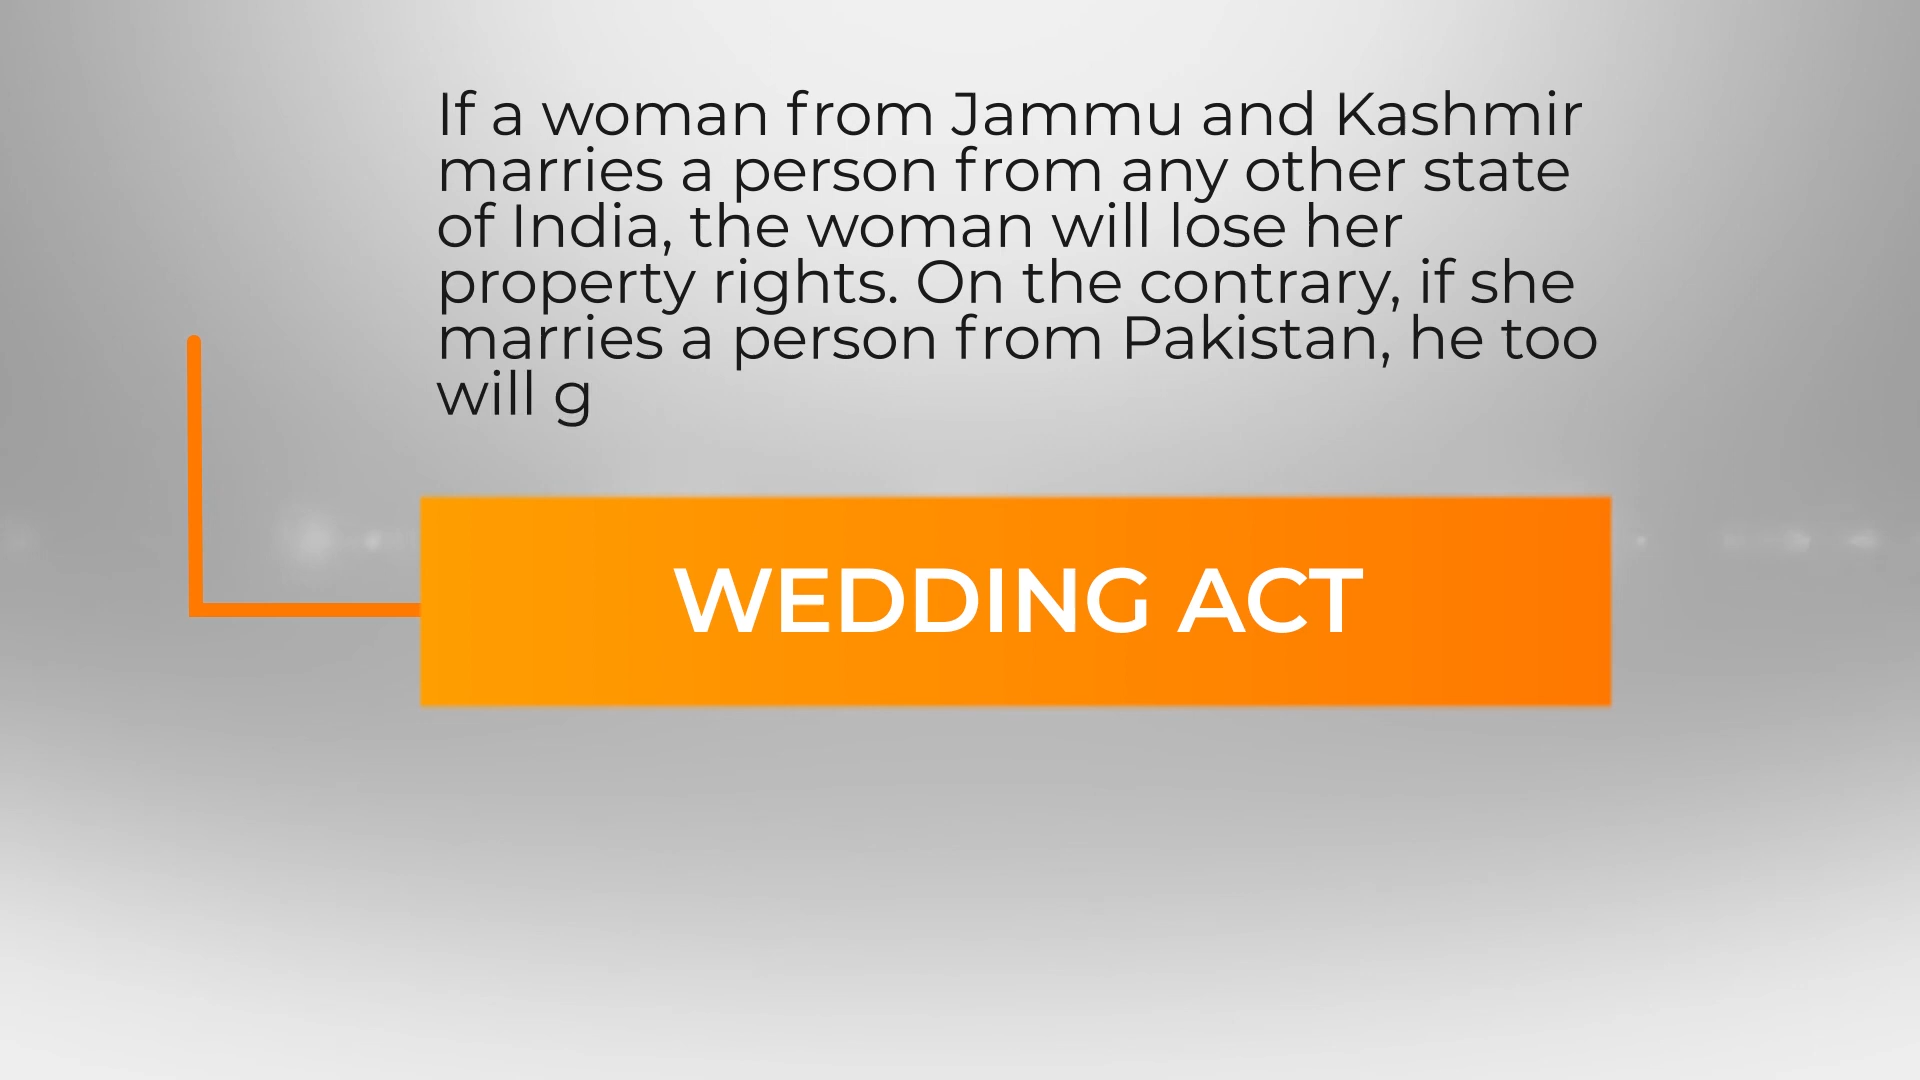 If a woman from Jammu and Kashmir
marries a person from any other state
of India, the woman will lose her
property rights. On the contrary, if she
marries a person from Pakistan, he too
will g
WEDDING ACT